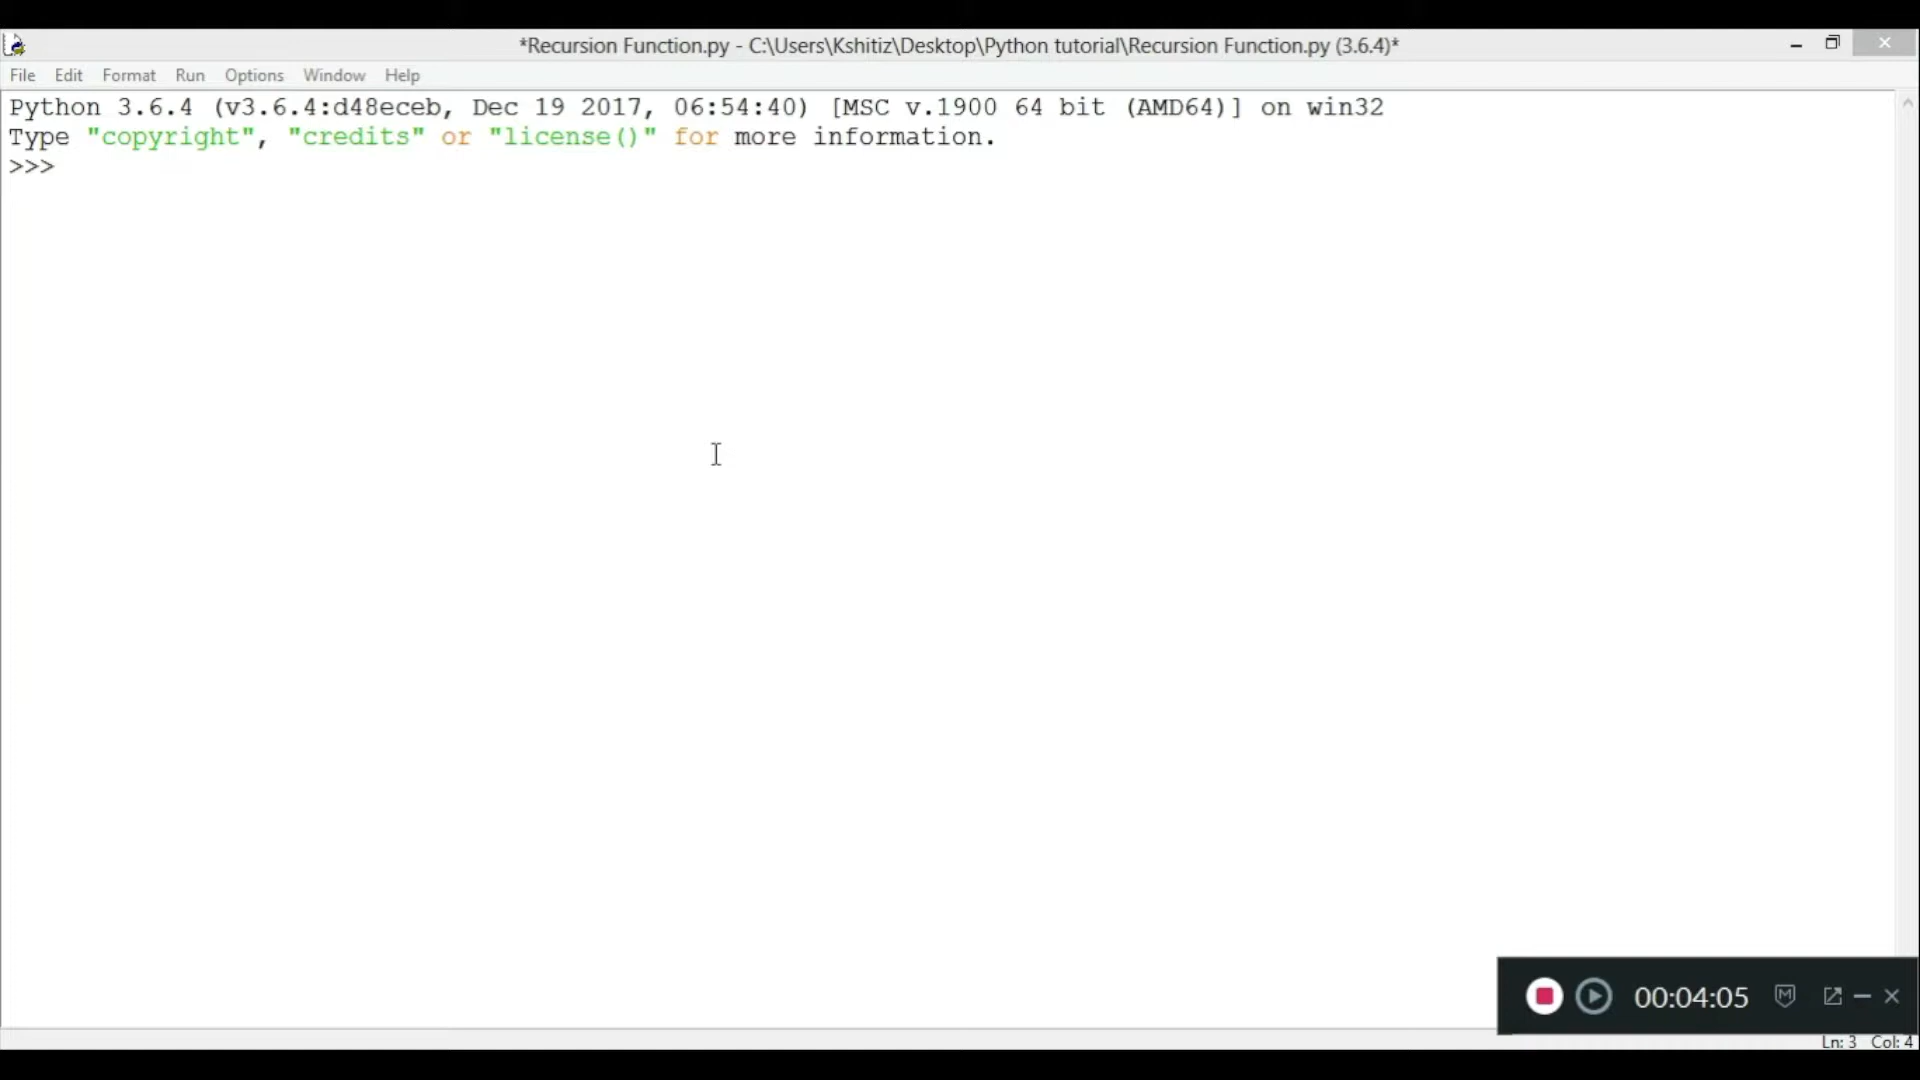 *Recursion Function.py - C:\Users\Kshitiz\Desktop\Python tutorial\Recursion Function.py (3.6.4)*
File Edit Format Run Options Window Help
Python 3.6.4 (v3.6.4:d48eceb, Dec 19 2017, 06:54:40) [MSC v.1900 64 bit (AMD64)] on win32
Type "copyright", "credits" or "license()" for more information.
>>>
00:04:05
Ln: 3 Col: 4